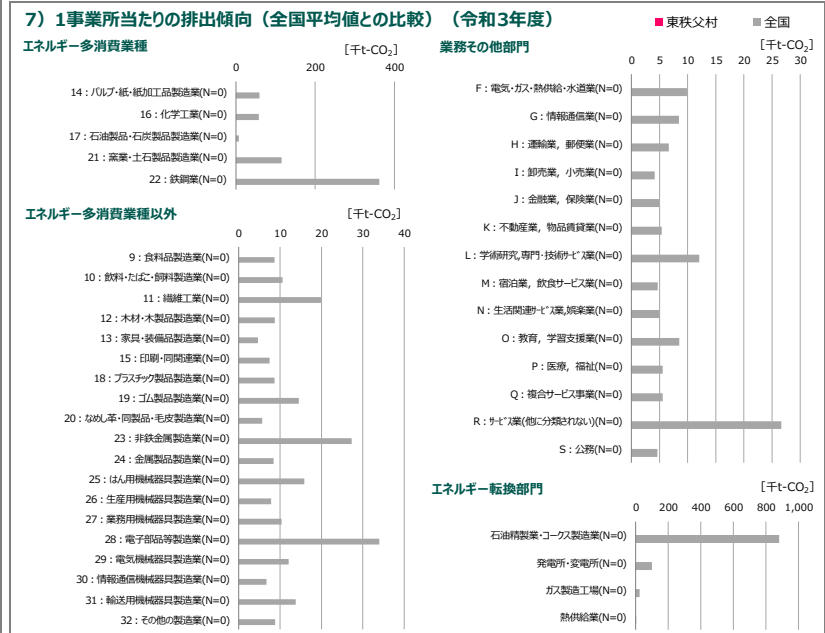 7）1事業所当たりの排出傾向（全国平均値との比較）（令和3年度）
■東秩父村 ■全国
エネルギー多消費業種
[千t-CO₂]
0 200 400
14：パルプ・紙・紙加工品製造業(N=0)
16：化学工業(N=0)
17：石油製品・石炭製品製造業(N=0)
21：窯業・土石製品製造業(N=0)
22：鉄鋼業(N=0)
エネルギー多消費業種以外
[千t-CO₂]
0 10 20 30 40
9：食料品製造業(N=0)
10：飲料・たばこ・飼料製造業(N=0)
11：繊維工業(N=0)
12：木材・木製品製造業(N=0)
13：家具・装備品製造業(N=0)
15：印刷・同関連業(N=0)
18：プラスチック製品製造業(N=0)
19：ゴム製品製造業(N=0)
20：なめし革・同製品・毛皮製造業(N=0)
23：非鉄金属製造業(N=0)
24：金属製品製造業(N=0)
25：はん用機械器具製造業(N=0)
26：生産用機械器具製造業(N=0)
27：業務用機械器具製造業(N=0)
28：電子部品等製造業(N=0)
29：電気機械器具製造業(N=0)
30：情報通信機械器具製造業(N=0)
31：輸送用機械器具製造業(N=0)
32：その他の製造業(N=0)
業務その他部門
[千t-CO₂]
0 5 10 15 20 25 30
F：電気・ガス・熱供給・水道業(N=0)
G：情報通信業(N=0)
H：運輸業，郵便業(N=0)
I：卸売業，小売業(N=0)
J：金融業，保険業(N=0)
K：不動産業，物品賃貸業(N=0)
L：学術研究,専門・技術ｻｰﾋﾞｽ業(N=0)
M：宿泊業，飲食サービス業(N=0)
N：生活関連ｻｰﾋﾞｽ業,娯楽業(N=0)
O：教育，学習支援業(N=0)
P：医療，福祉(N=0)
Q：複合サービス事業(N=0)
R：ｻｰﾋﾞｽ業(他に分類されない)(N=0)
S：公務(N=0)
エネルギー転換部門
[千t-CO₂]
0 200 400 600 800 1,000
石油精製業・コークス製造業(N=0)
発電所・変電所(N=0)
ガス製造工場(N=0)
熱供給業(N=0)